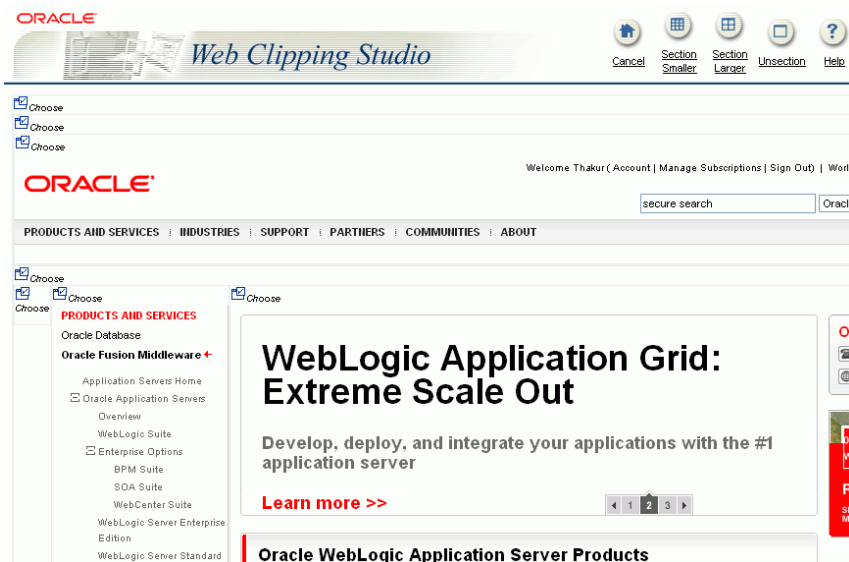 ORACLE
Web Clipping Studio
Cancel
Section Smaller
Section Larger
Unsection
Help
Choose
Choose
Choose
Welcome Thakur ( Account | Manage Subscriptions | Sign Out) |
ORACLE
secure search
PRODUCTS AND SERVICES INDUSTRIES SUPPORT PARTNERS COMMUNITIES ABOUT
Choose
Choose
Choose
Choose
PRODUCTS AND SERVICES
Oracle Database
Oracle Fusion Middleware
Application Servers Home
Oracle Application Servers
Overview
WebLogic Suite
Enterprise Options
BPM Suite
SOA Suite
WebCenter Suite
WebLogic Server Enterprise
Edition
WebLogic Server Standard
WebLogic Application Grid:
Extreme Scale Out
Develop, deploy, and integrate your applications with the #1
application server
Learn more >>
1 2 3
Oracle WebLogic Application Server Products